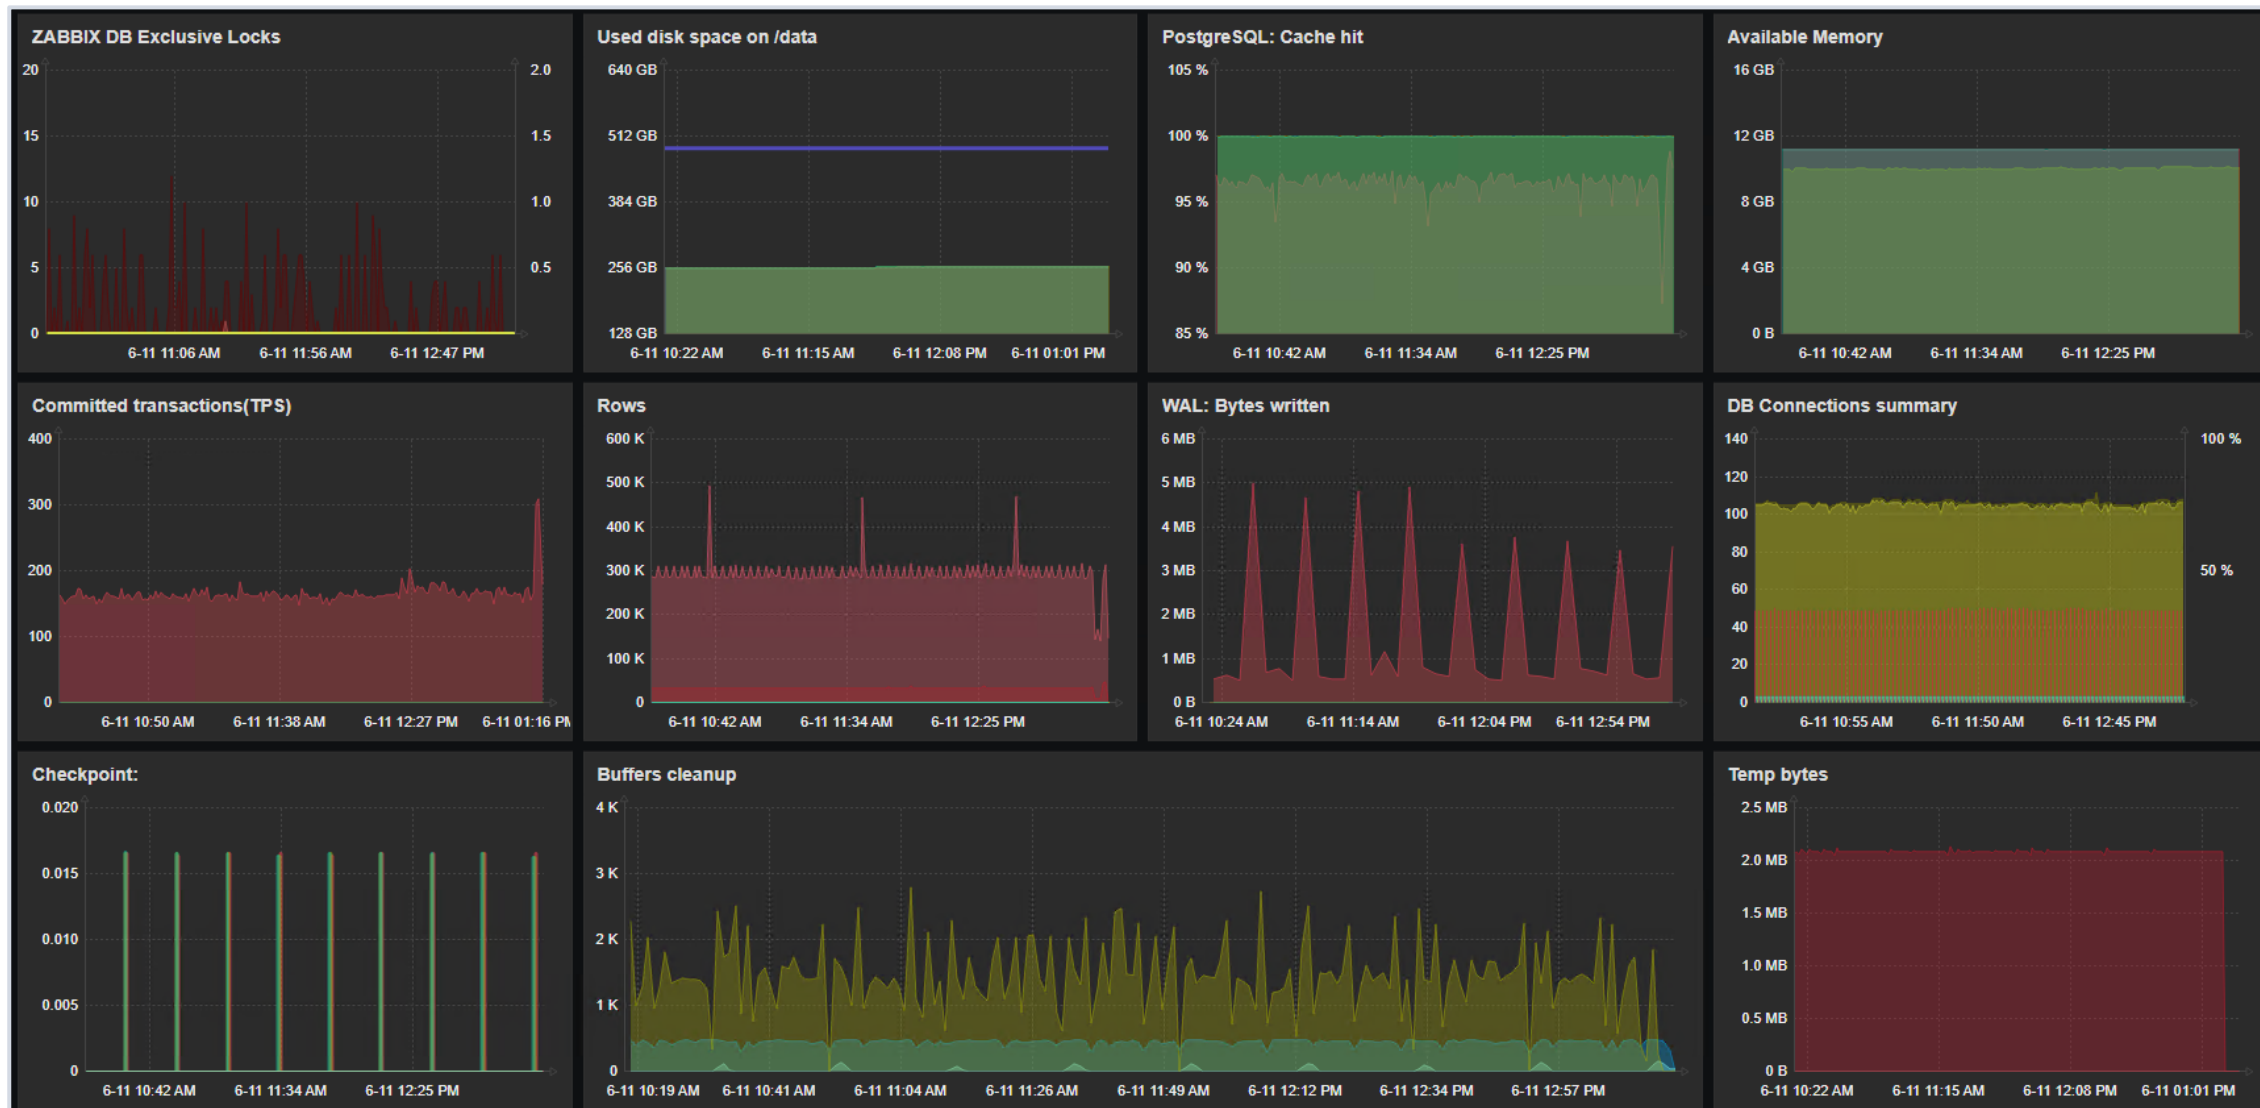 ZABBIX DB Exclusive Locks
20
15
10
5
0
2.0
1.5
1.0
0.5
6-11 11:06 AM 6-11 11:56 AM 6-11 12:47 PM
Used disk space on /data
640 GB
512 GB
384 GB
256 GB
128 GB
6-11 10:22 AM 6-11 11:15 AM 6-11 12:08 PM 6-11 01:01 PM
PostgreSQL: Cache hit
105 %
100 %
95 %
90 %
85 %
6-11 10:42 AM 6-11 11:34 AM 6-11 12:25 PM
Available Memory
16 GB
12 GB
8 GB
4 GB
0 B
6-11 10:42 AM 6-11 11:34 AM 6-11 12:25 PM
Committed transactions(TPS)
400
300
200
100
0
6-11 10:50 AM 6-11 11:38 AM 6-11 12:27 PM 6-11 01:16 PM
Rows
600 K
500 K
400 K
300 K
200 K
100 K
0
6-11 10:42 AM 6-11 11:34 AM 6-11 12:25 PM
WAL: Bytes written
6 MB
5 MB
4 MB
3 MB
2 MB
1 MB
0 B
6-11 10:24 AM 6-11 11:14 AM 6-11 12:04 PM 6-11 12:54 PM
DB Connections summary
140
120
100
80
60
40
20
0
100 %
50 %
6-11 10:55 AM 6-11 11:50 AM 6-11 12:45 PM
Checkpoint:
0.020
0.015
0.010
0.005
0
6-11 10:42 AM 6-11 11:34 AM 6-11 12:25 PM
Buffers cleanup
4 K
3 K
2 K
1 K
0
6-11 10:19 AM 6-11 10:41 AM 6-11 11:04 AM 6-11 11:26 AM 6-11 11:49 AM 6-11 12:12 PM 6-11 12:34 PM 6-11 12:57 PM
Temp bytes
2.5 MB
2.0 MB
1.5 MB
1.0 MB
0.5 MB
0 B
6-11 10:22 AM 6-11 11:15 AM 6-11 12:08 PM 6-11 01:01 PM